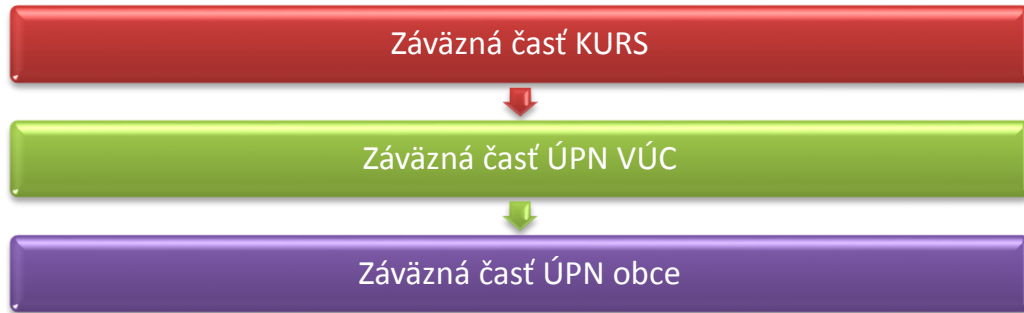 Záväzná časť KURS
Záväzná časť ÚPN VÚC
Záväzná časť ÚPN obce